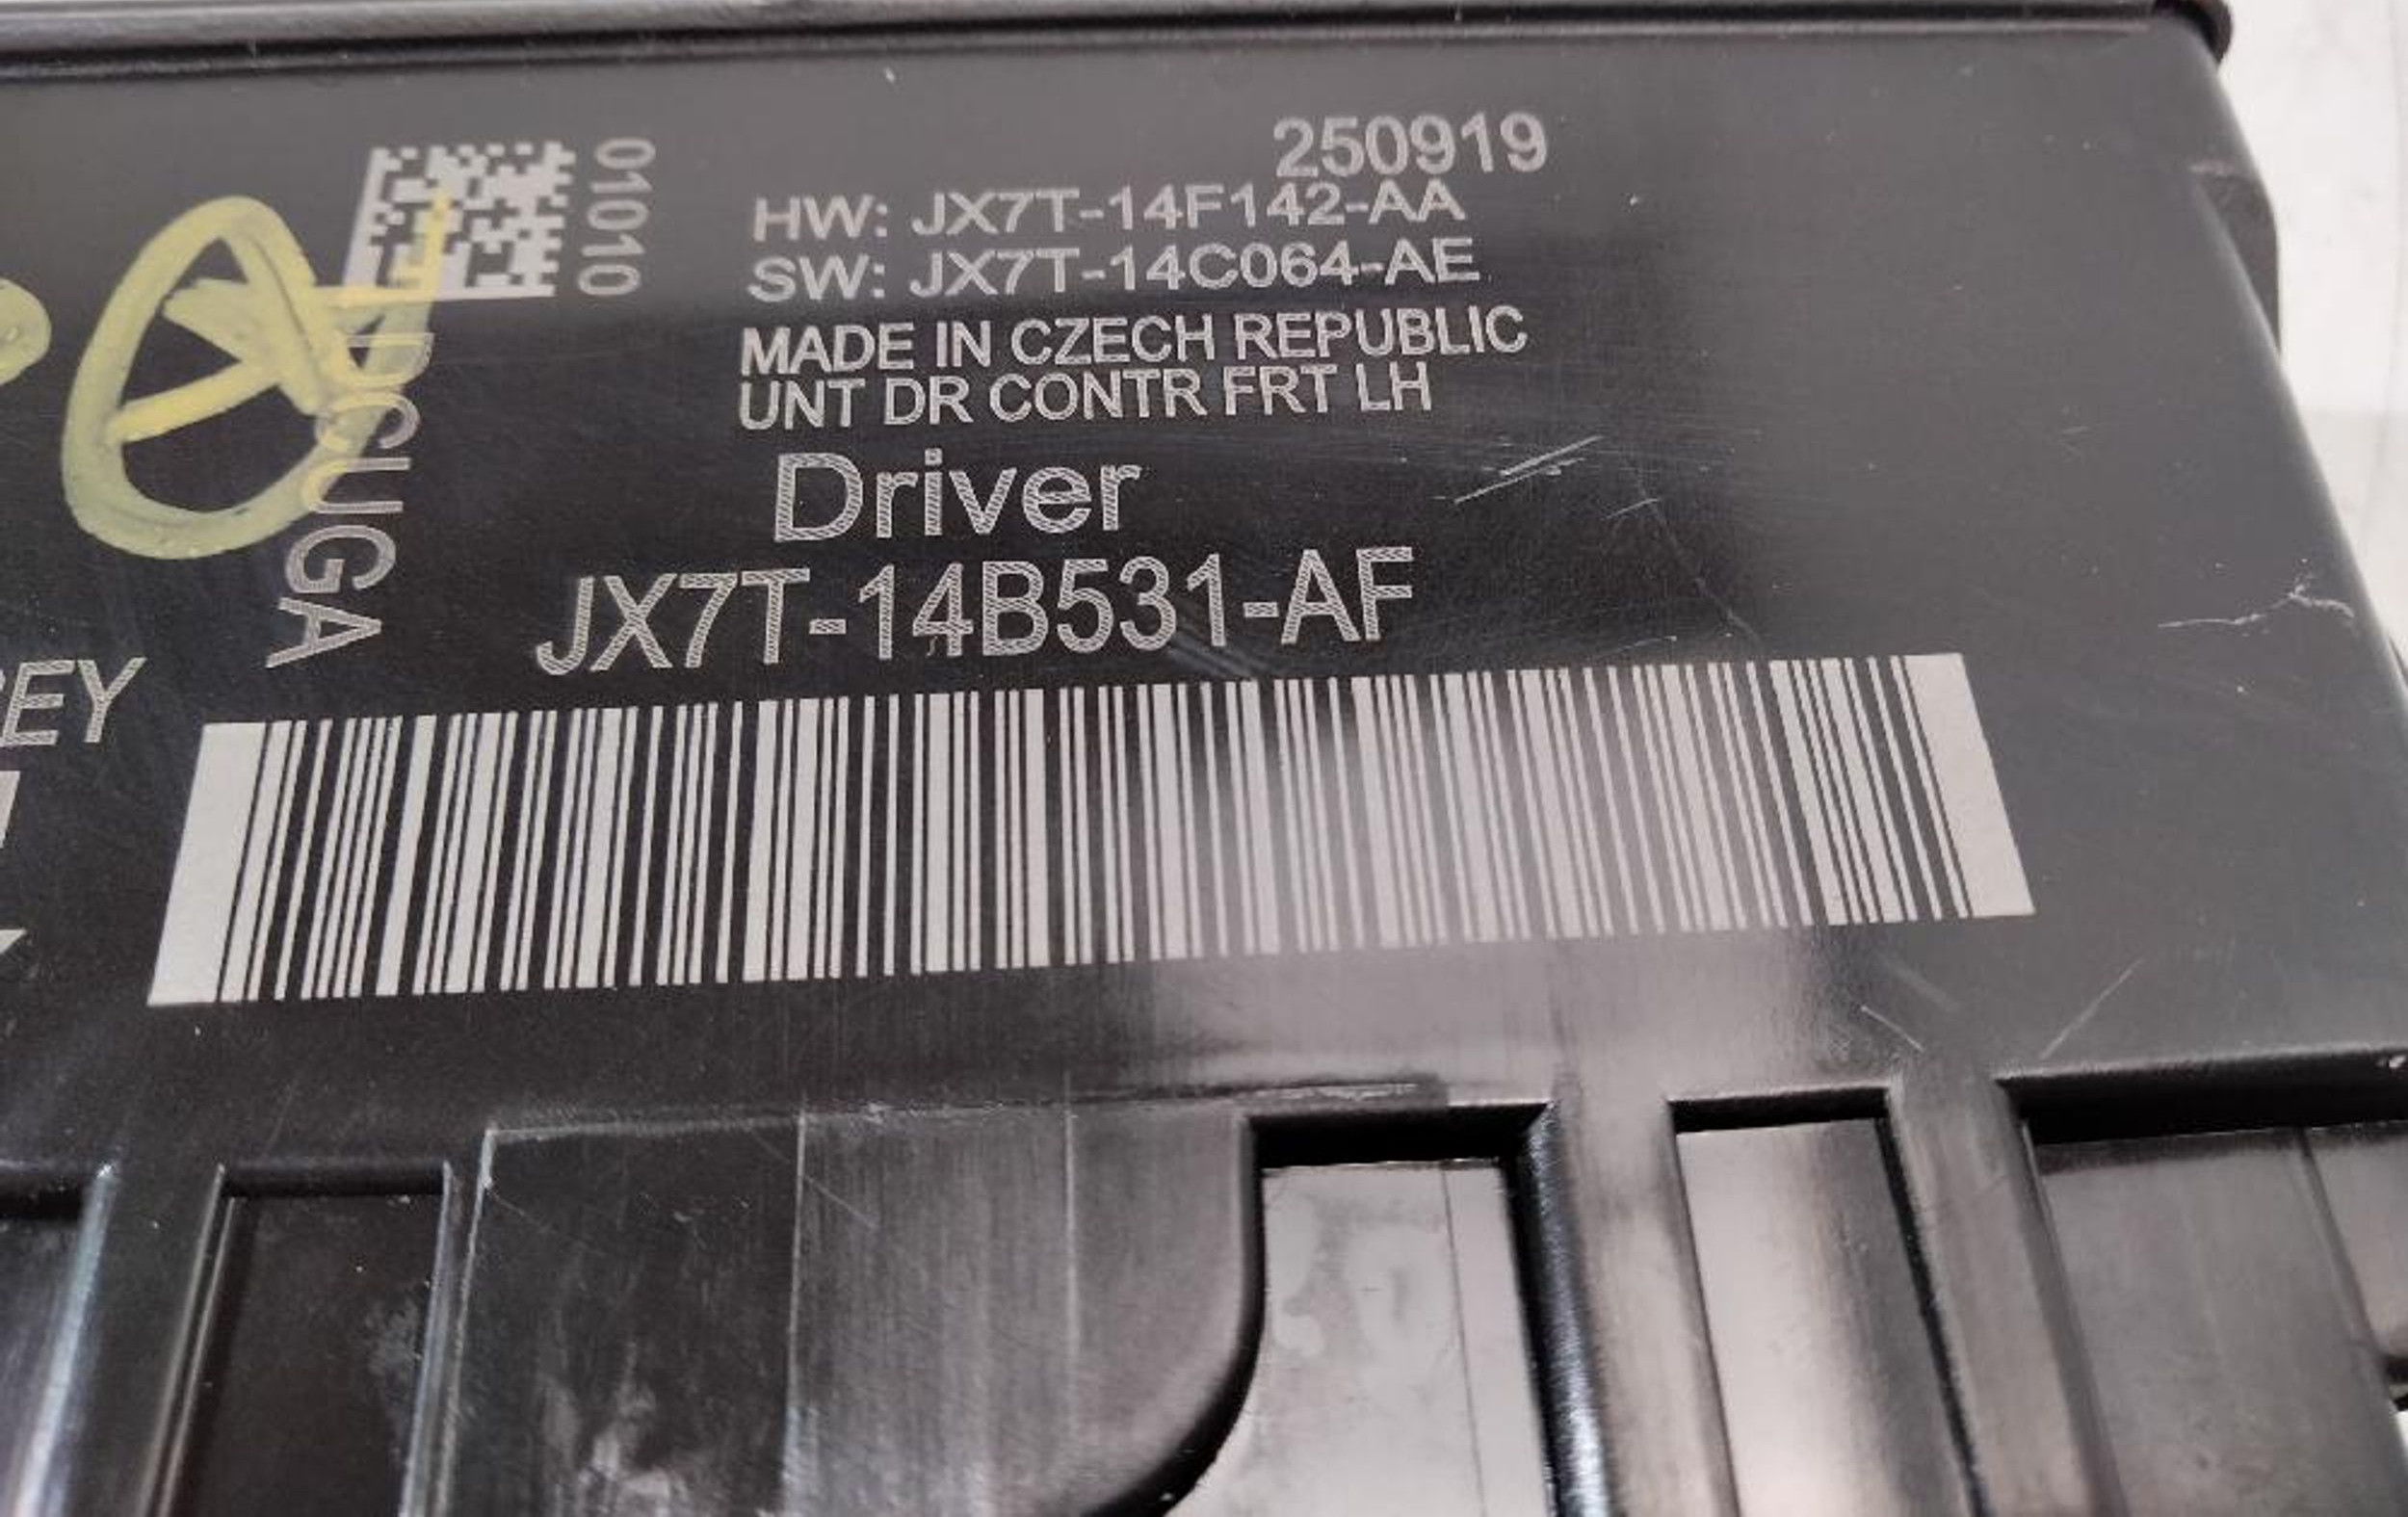 250919
011010
HW: JX7T-14F142-AA
SW: JX7T-14C064-AE
MADE IN CZECH REPUBLIC
UNT DR CONTR FRT LH
Driver
JX7T-14B531-AF